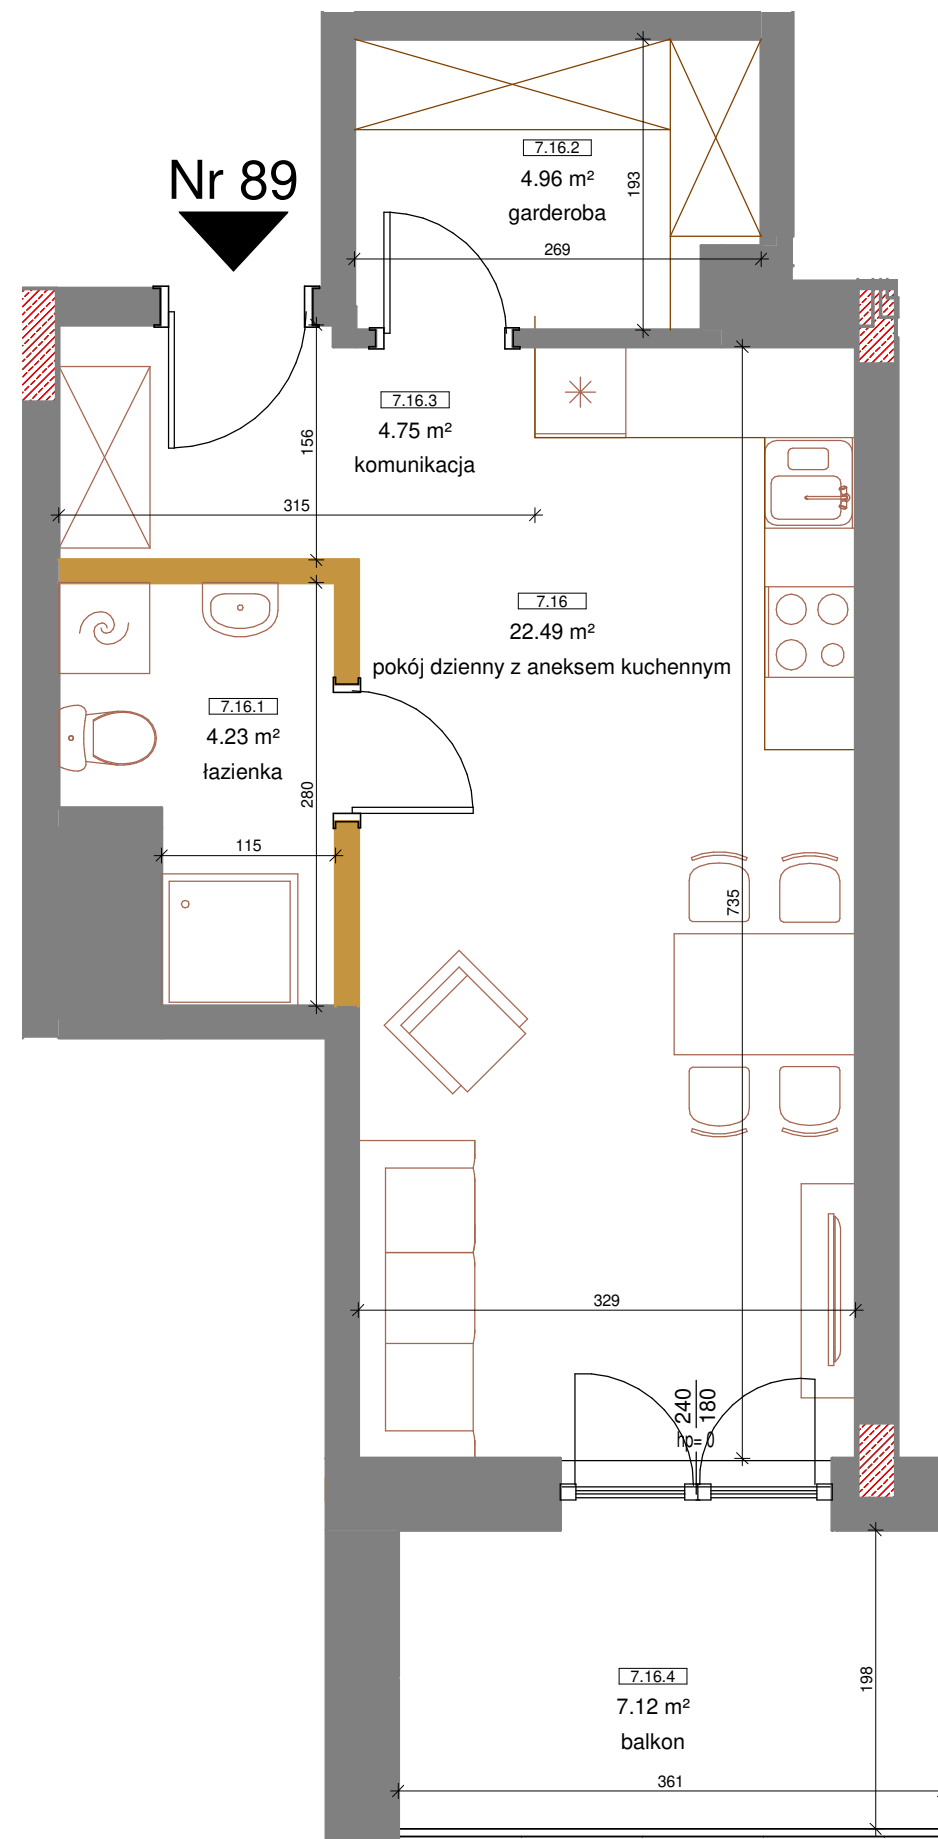 7.16.2
4.96 m²
garderoba
193
269
Nr 89
7.16.3
4.75 m²
komunikacja
156
315
7.16
22.49 m²
pokój dzienny z aneksem kuchennym
7.16.1
4.23 m²
łazienka
280
115
735
329
240
180
hp= 0
7.16.4
7.12 m²
balkon
198
361